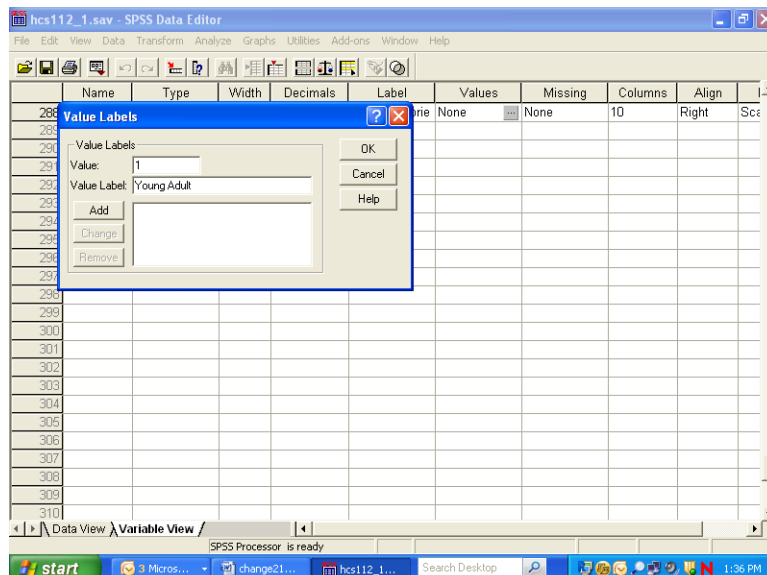 hcs112_1.sav - SPSS Data Editor
File Edit View Data Transform Analyze Graphs Utilities Add-ons Window Help
Name Type Width Decimals Label Values Missing Columns Align
288 None ... None 10 Right Sca
Value Labels
289
290 Value Labels OK
291 Value: 1
Cancel
292 Value Label: Young Adult
293 Help
Add
294
295 Change
296 Remove
297
298
299
300
301
302
303
304
305
306
307
308
309
310
Data View Variable View
SPSS Processor is ready
start 3 Micros... change21... hcs112_1... Search Desktop N 1:36 PM